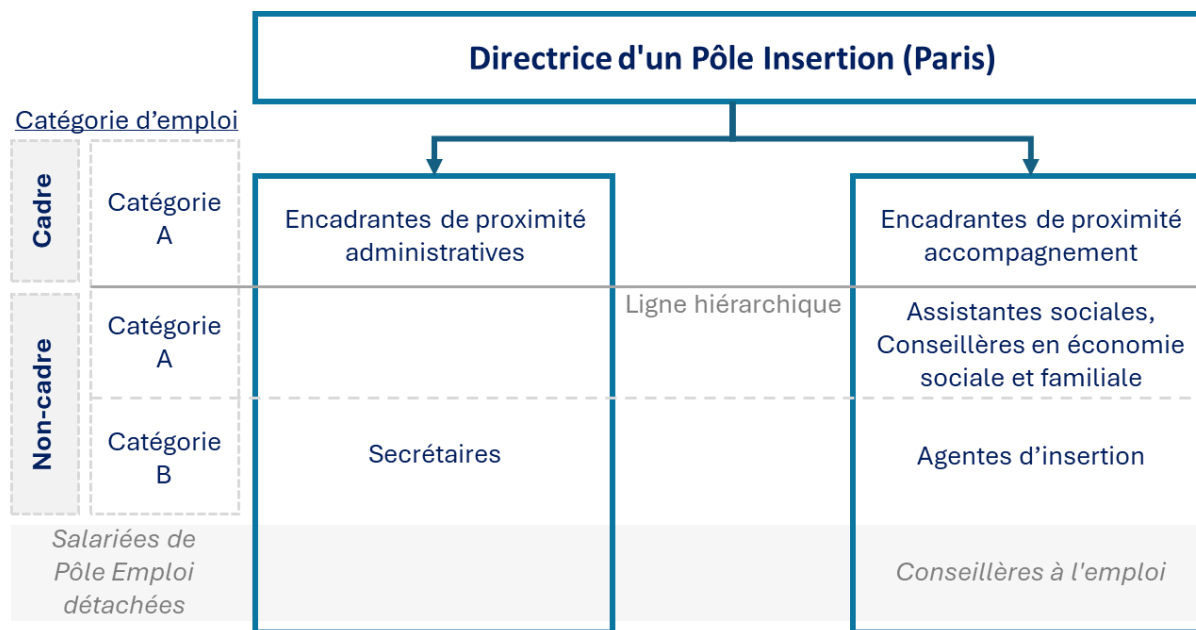 Directrice d'un Pôle Insertion (Paris)
Catégorie d’emploi
Cadre
Catégorie
A
Encadrantes de proximité
administratives
Encadrantes de proximité
accompagnement
Ligne hiérarchique
Non-cadre
Catégorie
A
Assistantes sociales,
Conseillères en économie
sociale et familiale
Catégorie
B
Secrétaires
Agentes d’insertion
Salariées de
Pôle Emploi
détachées
Conseillères à l'emploi